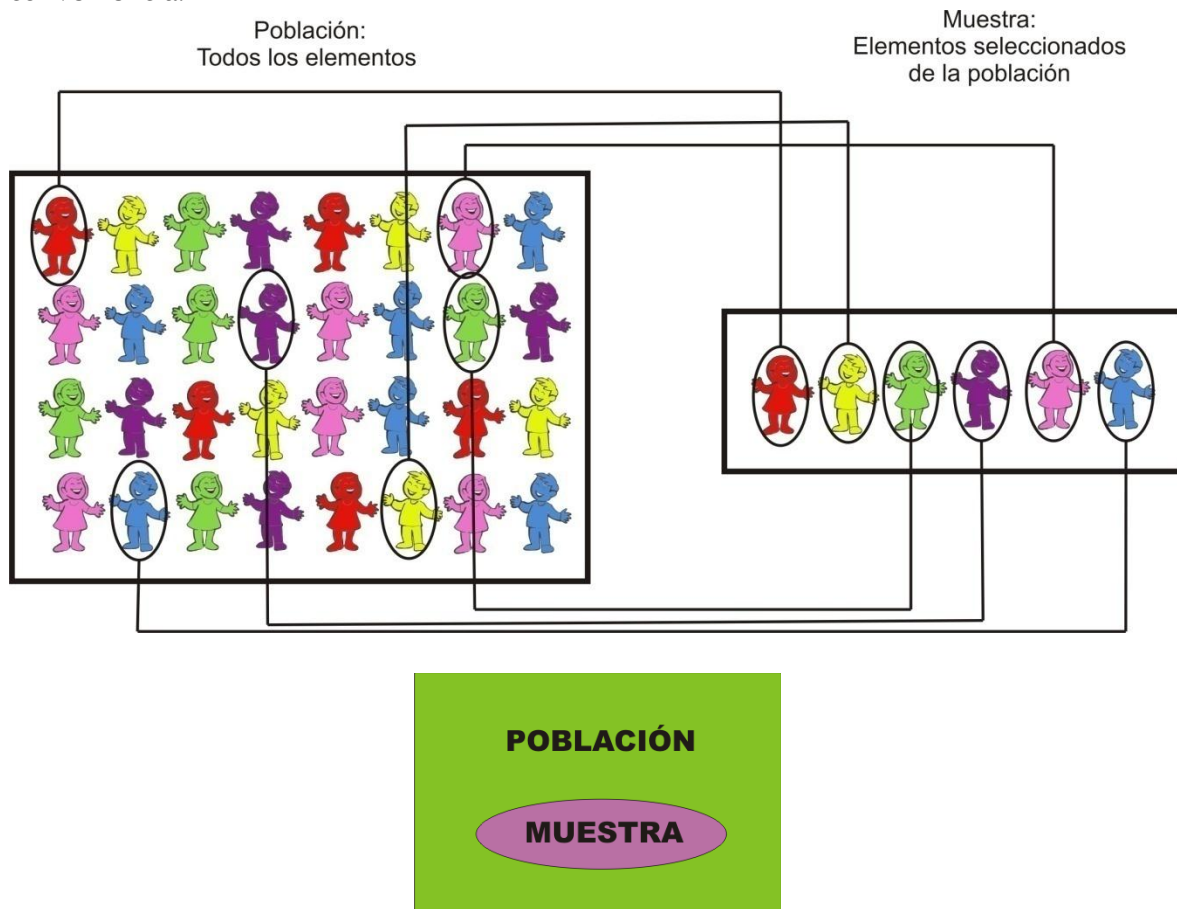 Población:
Todos los elementos
Muestra:
Elementos seleccionados
de la población
POBLACIÓN
MUESTRA